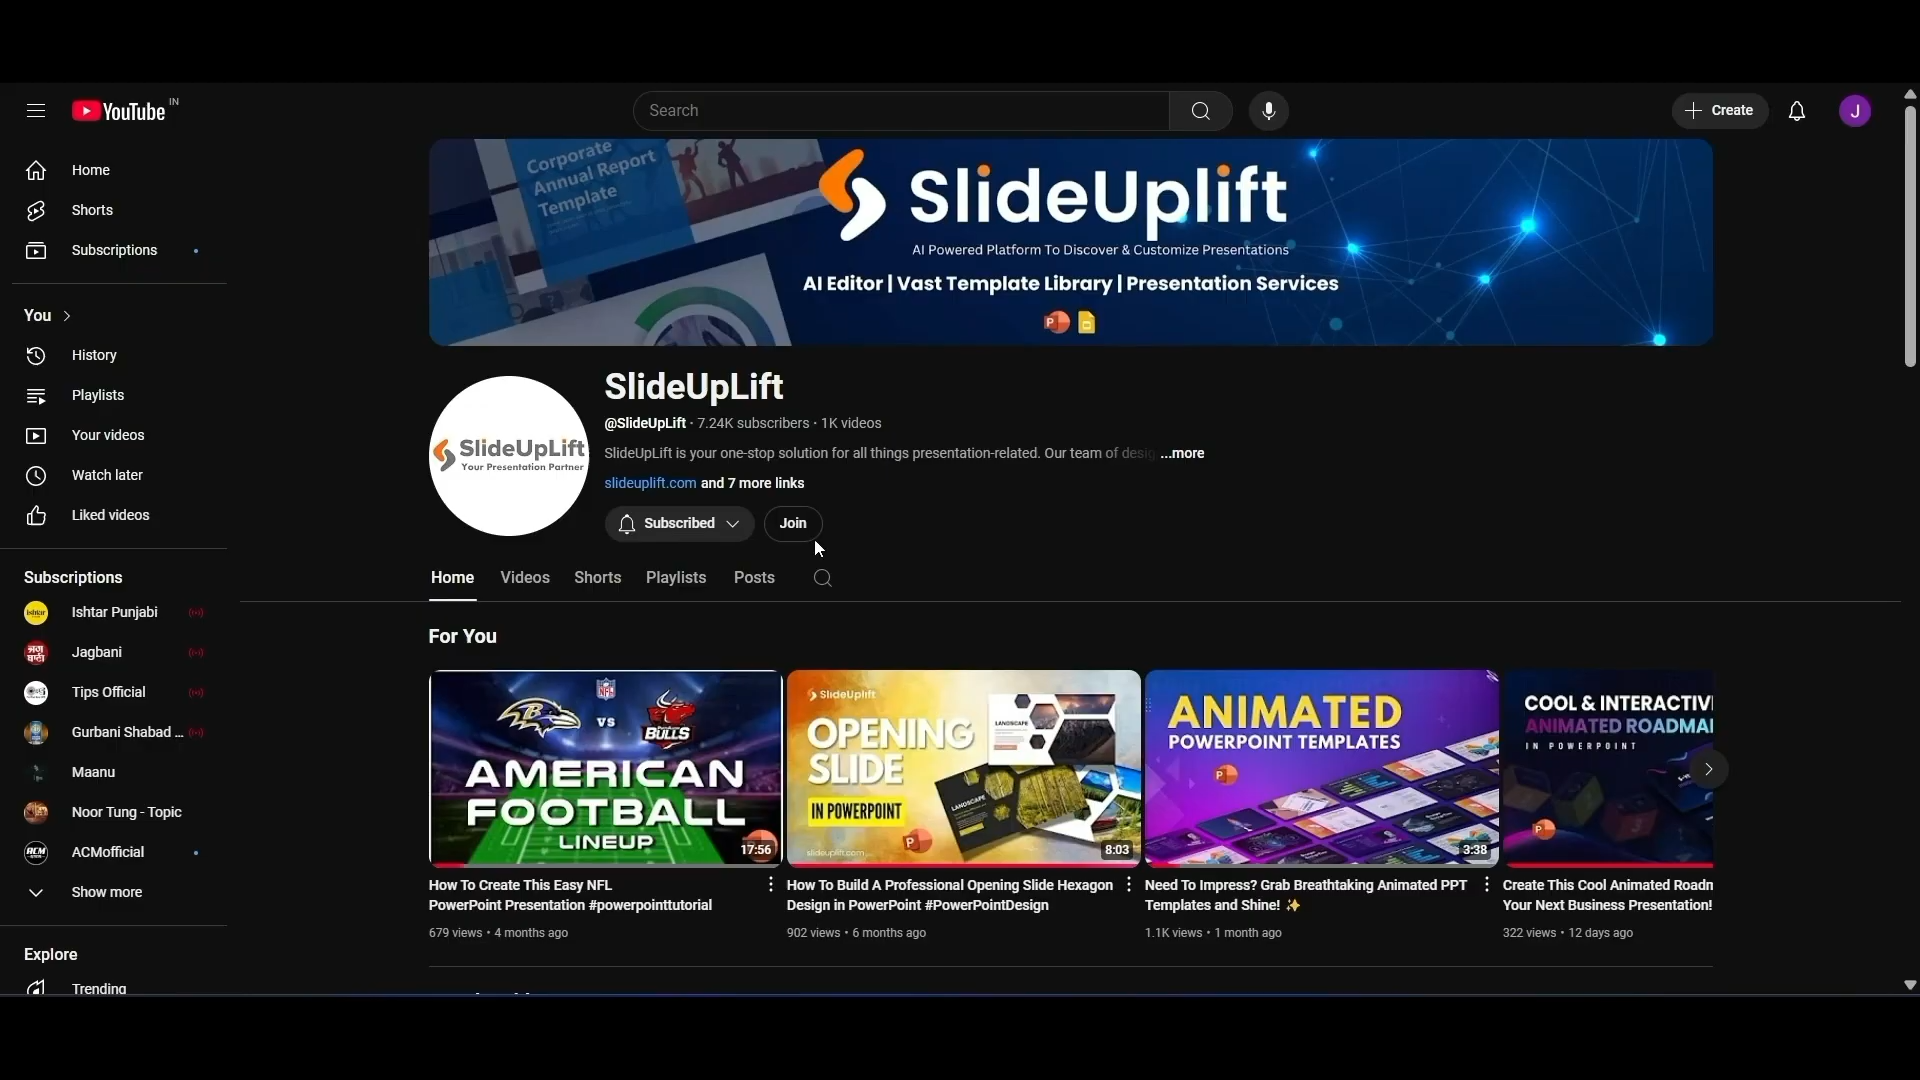 YouTube IN
Search
Create
J
Home
Shorts
Subscriptions
You
History
Playlists
Your videos
Watch later
Liked videos
Subscriptions
Ishtar Punjabi
Jagbani
Tips Official
Gurbani Shabad ...
Maanu
Noor Tung - Topic
ACMofficial
Show more
Explore
Trending
Corporate
Annual Report
Template
SlideUplift
AI Powered Platform To Discover & Customize Presentations
AI Editor | Vast Template Library | Presentation Services
SlideUpLift
Your Presentation Partner
SlideUpLift
@SlideUpLift • 7.24K subscribers • 1K videos
SlideUpLift is your one-stop solution for all things presentation-related. Our team of desig ...more
slideuplift.com and 7 more links
Subscribed
Join
Home
Videos
Shorts
Playlists
Posts
For You
NFL
VS
BULLS
AMERICAN
FOOTBALL
LINEUP
17:56
How To Create This Easy NFL
PowerPoint Presentation #powerpointtutorial
679 views • 4 months ago
SlideUplift
OPENING
SLIDE
IN POWERPOINT
LANDSCAPE
LANDSCAPE
slideuplift.com
8:03
How To Build A Professional Opening Slide Hexagon
Design in PowerPoint #PowerPointDesign
902 views • 6 months ago
ANIMATED
POWERPOINT TEMPLATES
3:38
Need To Impress? Grab Breathtaking Animated PPT
Templates and Shine! ✨
1.1K views • 1 month ago
COOL & INTERACTIV
ANIMATED ROADMA
IN POWERPOINT
Create This Cool Animated Roadm
Your Next Business Presentation!
322 views • 12 days ago